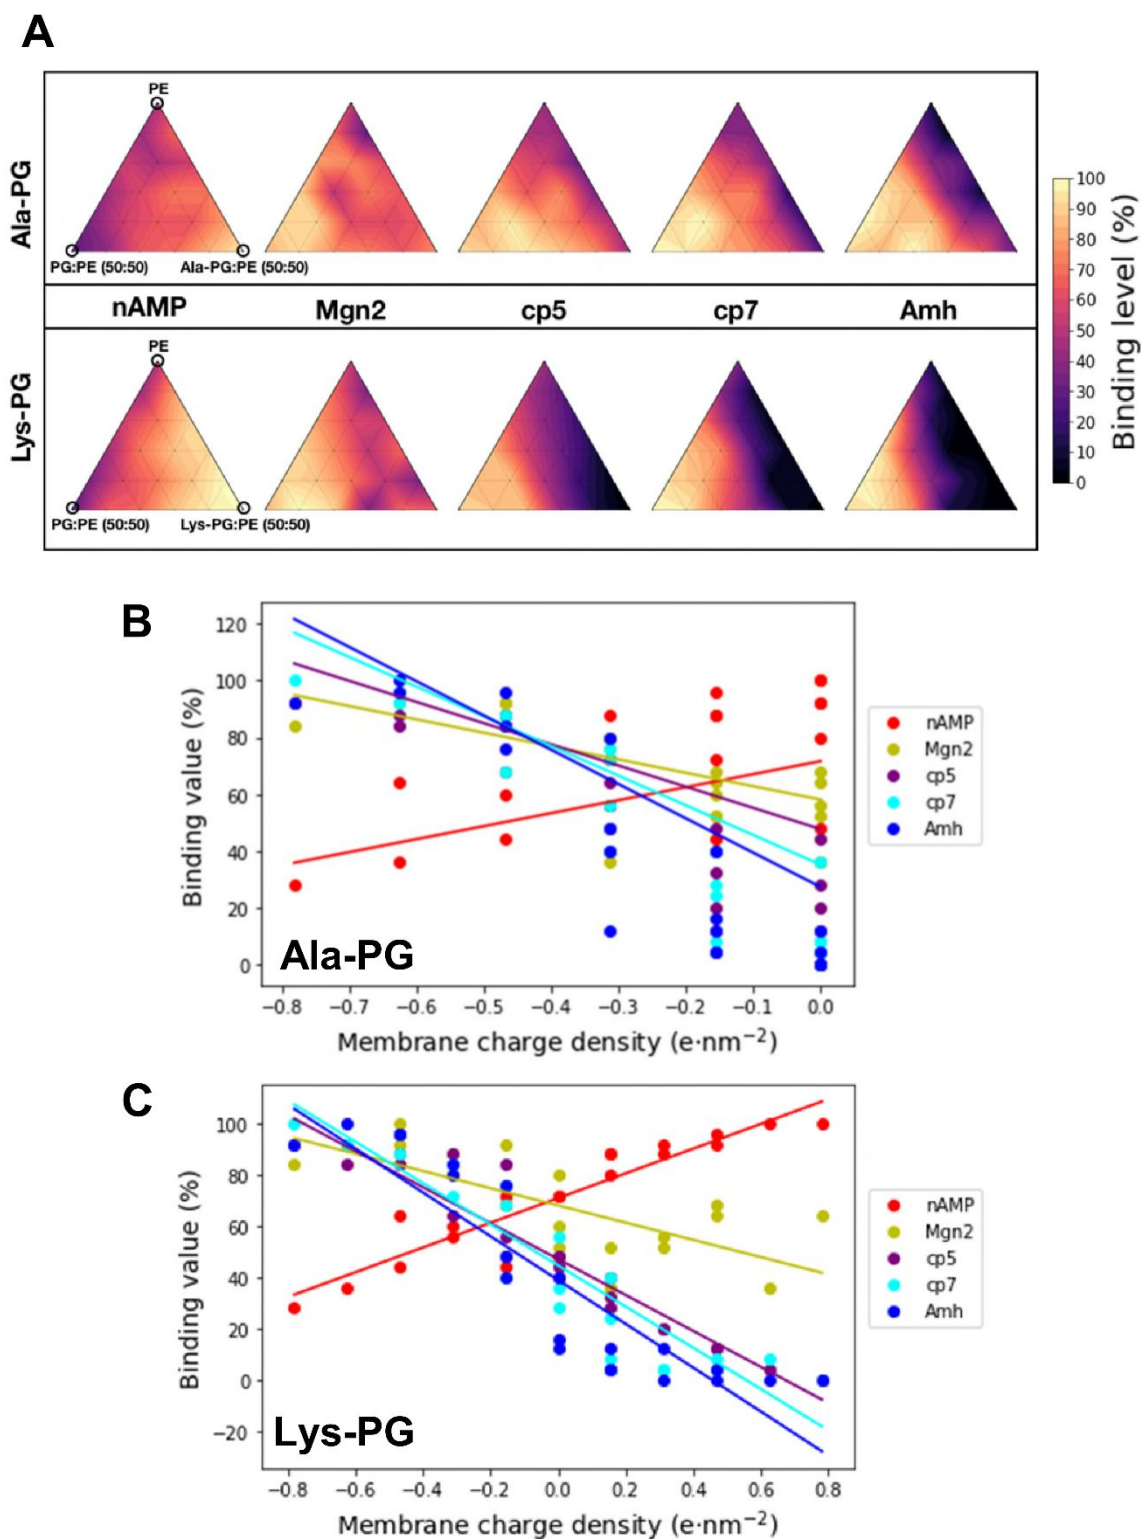 A
Ala-PG
PE
PG:PE (50:50) Ala-PG:PE (50:50)
nAMP Mgn2 cp5 cp7 Amh
Lys-PG
PE
PG:PE (50:50) Lys-PG:PE (50:50)
100
90
80
70
60
50
40
30
20
10
0
Binding level (%)
B
Binding value (%)
120
100
80
60
40
20
0
Ala-PG
−0.8 −0.7 −0.6 −0.5 −0.4 −0.3 −0.2 −0.1 0.0
Membrane charge density (e·nm⁻²)
nAMP
Mgn2
cp5
cp7
Amh
C
Binding value (%)
100
80
60
40
20
0
−20
Lys-PG
−0.8 −0.6 −0.4 −0.2 0.0 0.2 0.4 0.6 0.8
Membrane charge density (e·nm⁻²)
nAMP
Mgn2
cp5
cp7
Amh